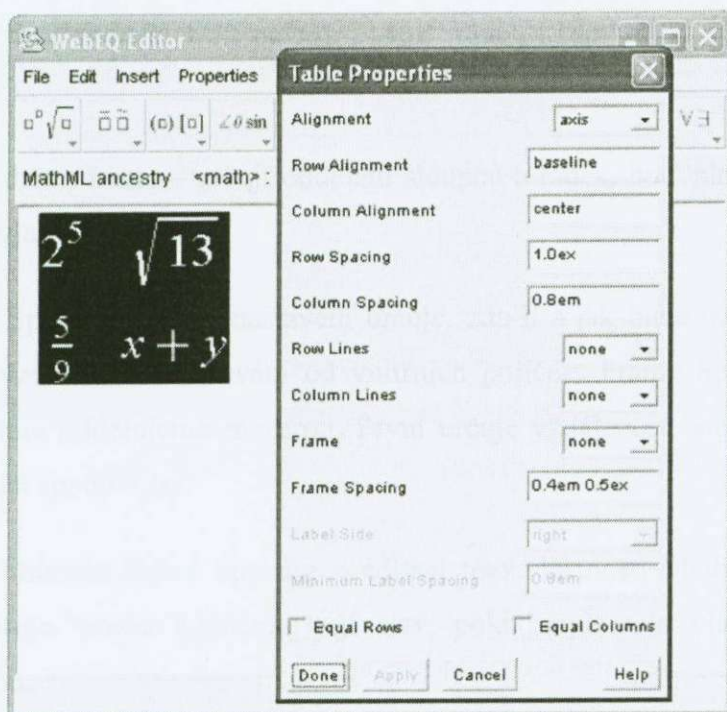 WebEQ Editor
File Edit Insert Properties
(▫) [▫] ∠θ sin ∀∃
MathML ancestry <math> :
2⁵ √13
5/9 x + y
Table Properties
Alignment axis
Row Alignment baseline
Column Alignment center
Row Spacing 1.0ex
Column Spacing 0.8em
Row Lines none
Column Lines none
Frame none
Frame Spacing 0.4em 0.5ex
Label Side right
Minimum Label Spacing 0.8em
Equal Rows Equal Columns
Done Apply Cancel Help